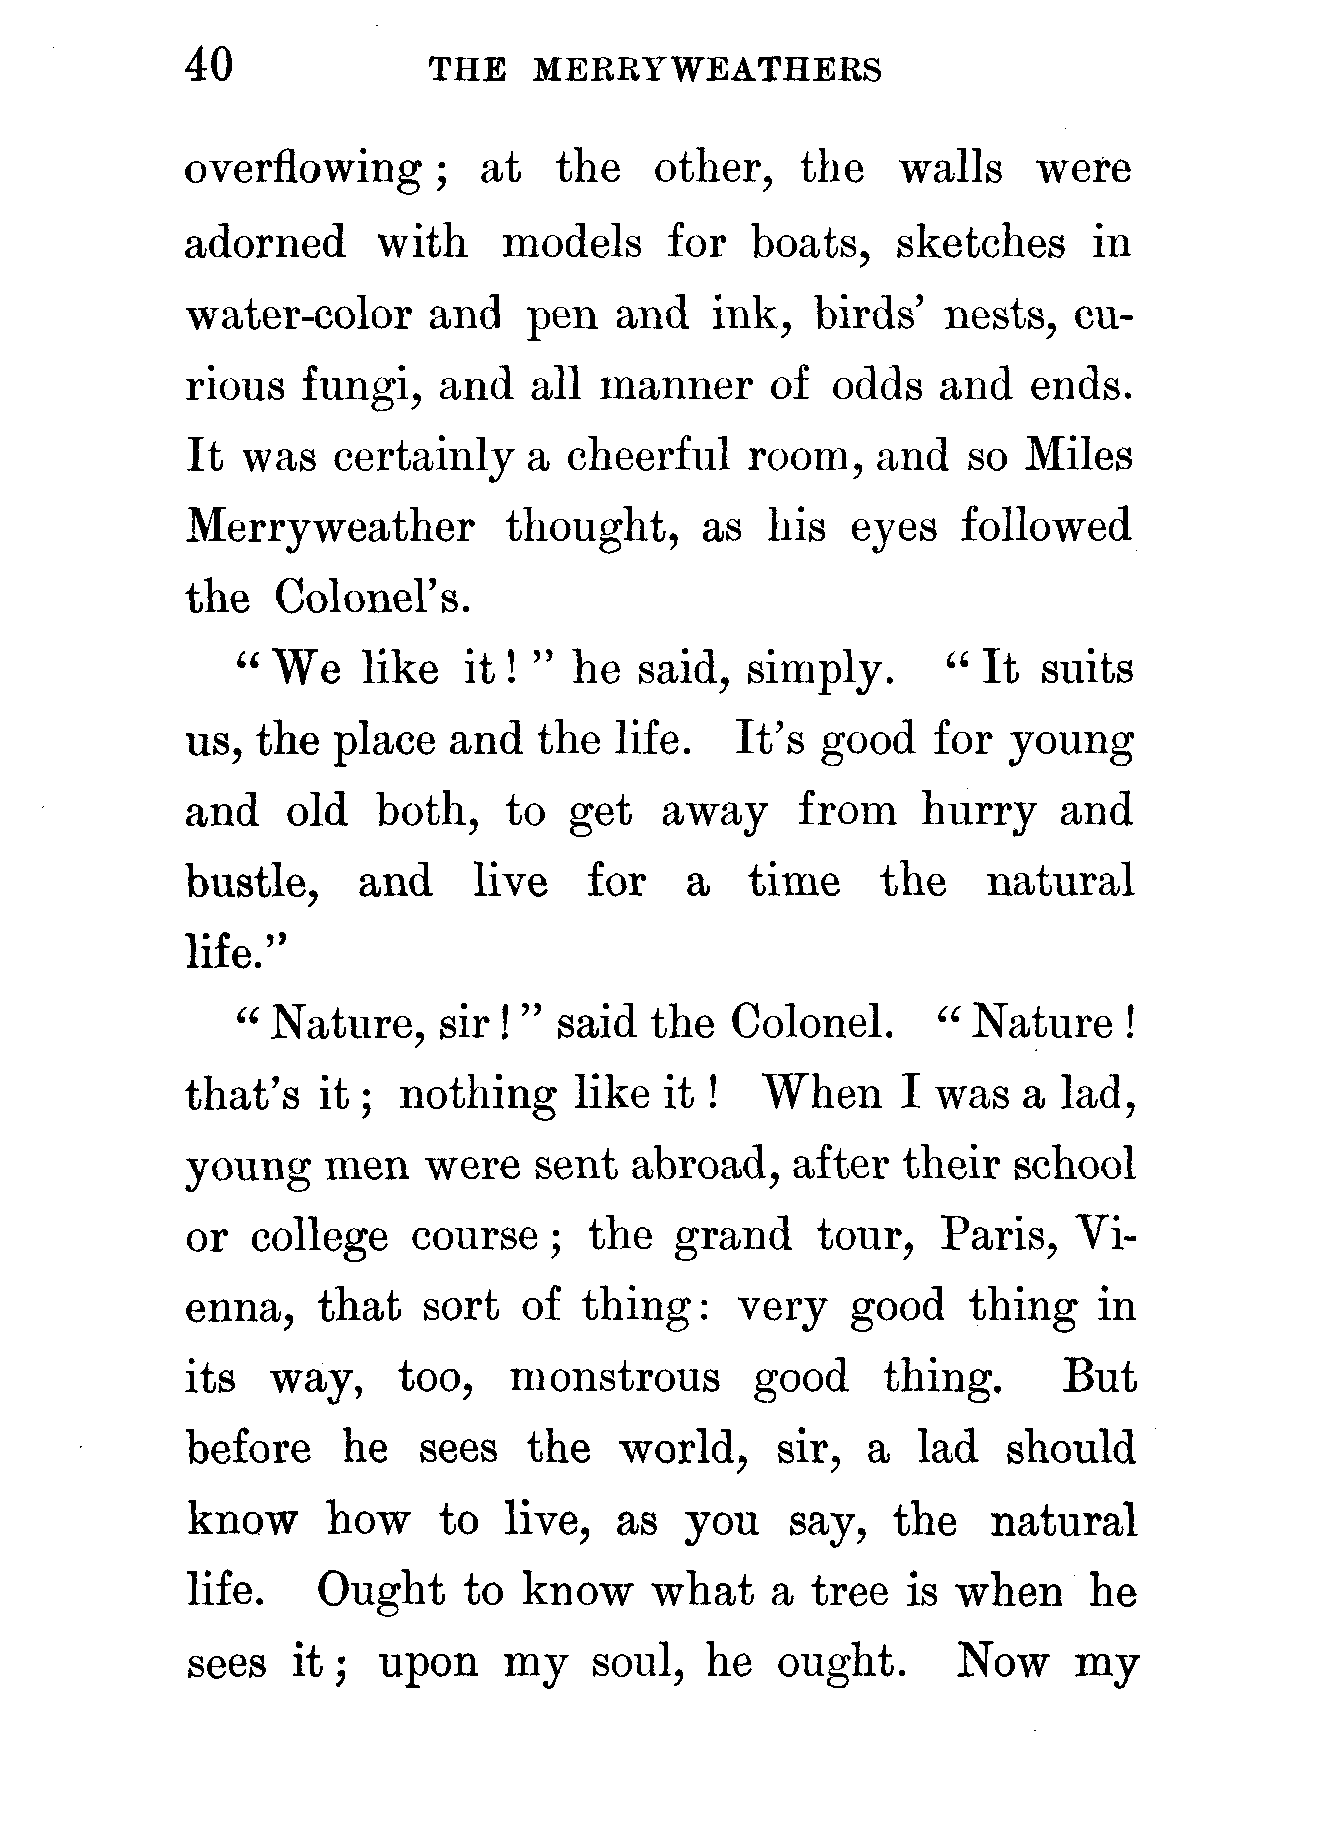 40 THE MERRYWEATHERS
overflowing ; at the other, the walls were
adorned with models for boats, sketches in
water-color and pen and ink, birds' nests, cu-
rious fungi, and all manner of odds and ends.
It was certainly a cheerful room, and so Miles
Merryweather thought, as his eyes followed
the Colonel's.
“ We like it ! ” he said, simply. “ It suits
us, the place and the life. It's good for young
and old both, to get away from hurry and
bustle, and live for a time the natural
life.”
“ Nature, sir ! ” said the Colonel. “ Nature !
that's it ; nothing like it ! When I was a lad,
young men were sent abroad, after their school
or college course ; the grand tour, Paris, Vi-
enna, that sort of thing : very good thing in
its way, too, monstrous good thing. But
before he sees the world, sir, a lad should
know how to live, as you say, the natural
life. Ought to know what a tree is when he
sees it ; upon my soul, he ought. Now my